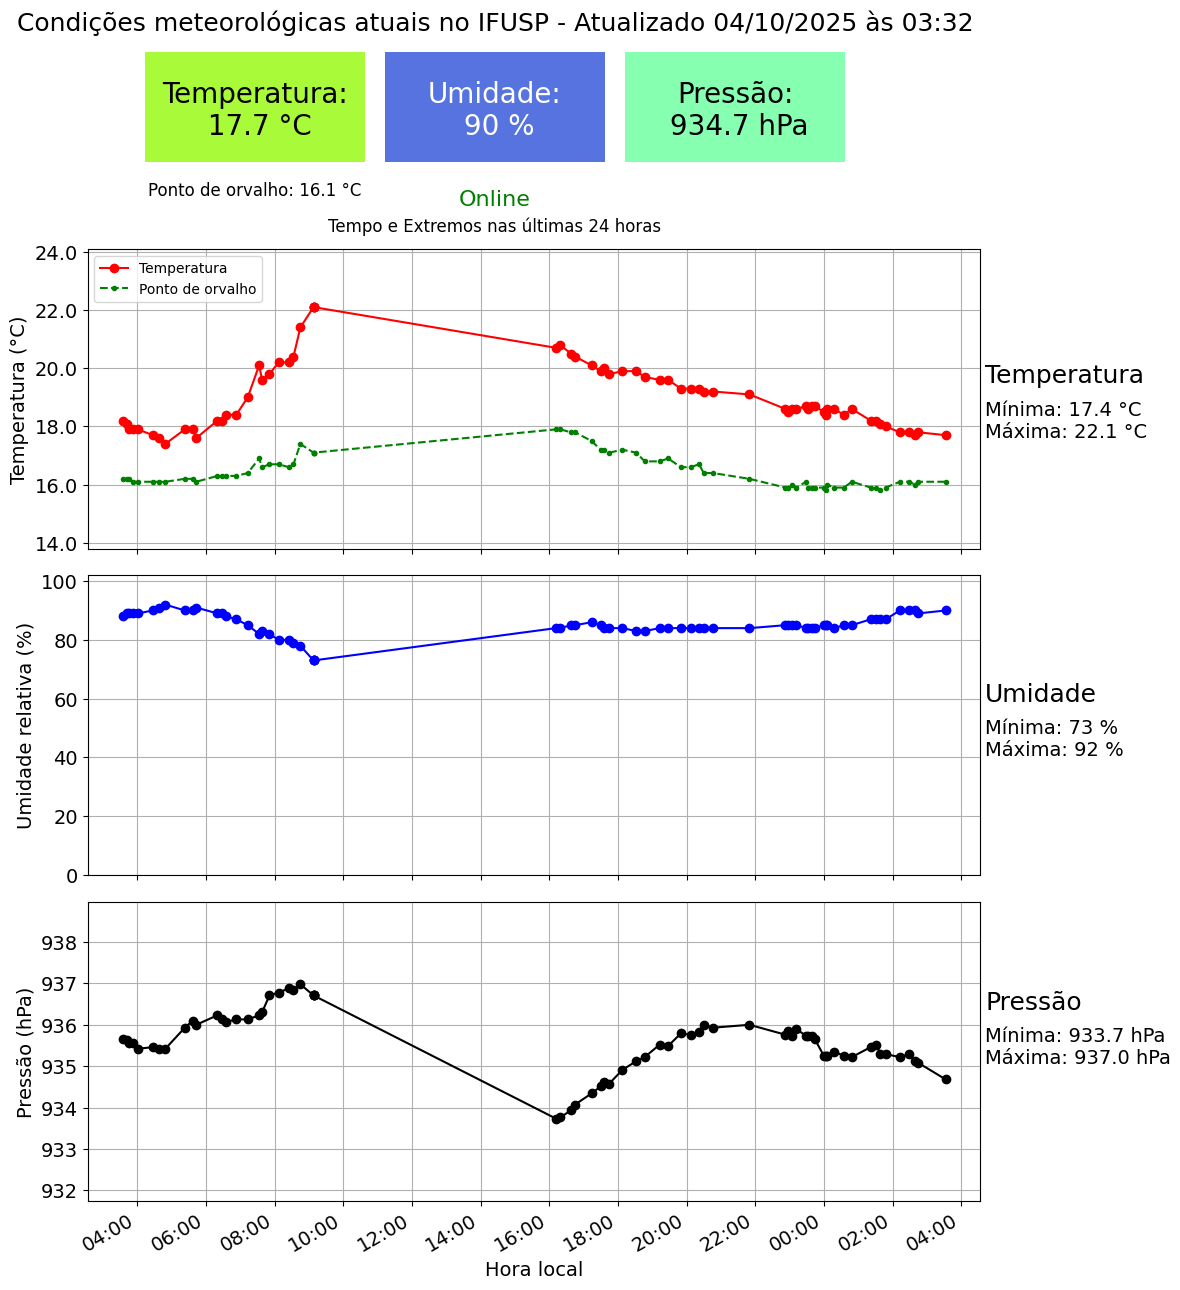 Condições meteorológicas atuais no IFUSP - Atualizado 04/10/2025 às 03:32
Temperatura:
17.7 °C
Umidade:
90 %
Pressão:
934.7 hPa
Ponto de orvalho: 16.1 °C
Online
Tempo e Extremos nas últimas 24 horas
Temperatura (°C)
24.0
22.0
20.0
18.0
16.0
14.0
Temperatura
Ponto de orvalho
Temperatura
Mínima: 17.4 °C
Máxima: 22.1 °C
Umidade relativa (%)
100
80
60
40
20
0
Umidade
Mínima: 73 %
Máxima: 92 %
Pressão (hPa)
938
937
936
935
934
933
932
Pressão
Mínima: 933.7 hPa
Máxima: 937.0 hPa
04:00
06:00
08:00
10:00
12:00
14:00
16:00
18:00
20:00
22:00
00:00
02:00
04:00
Hora local